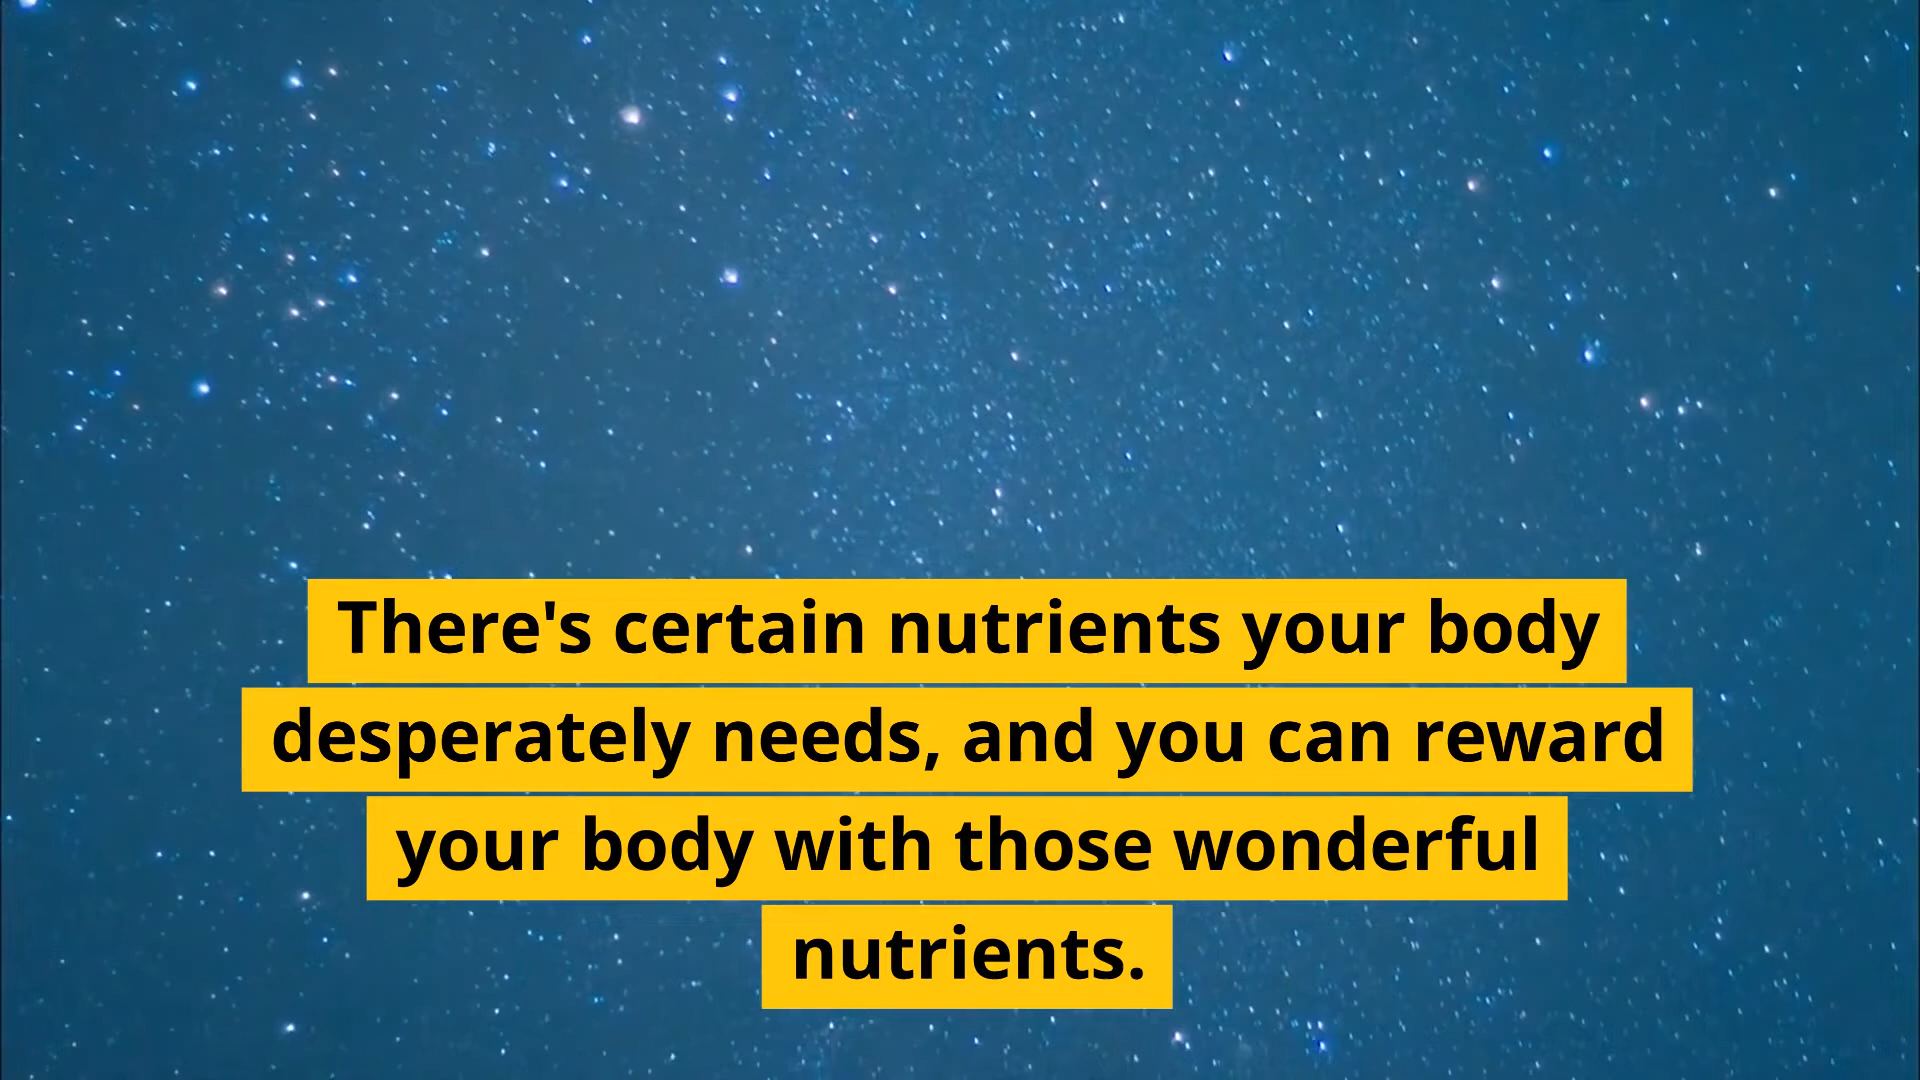 There's certain nutrients your body
desperately needs, and you can reward
your body with those wonderful
nutrients.